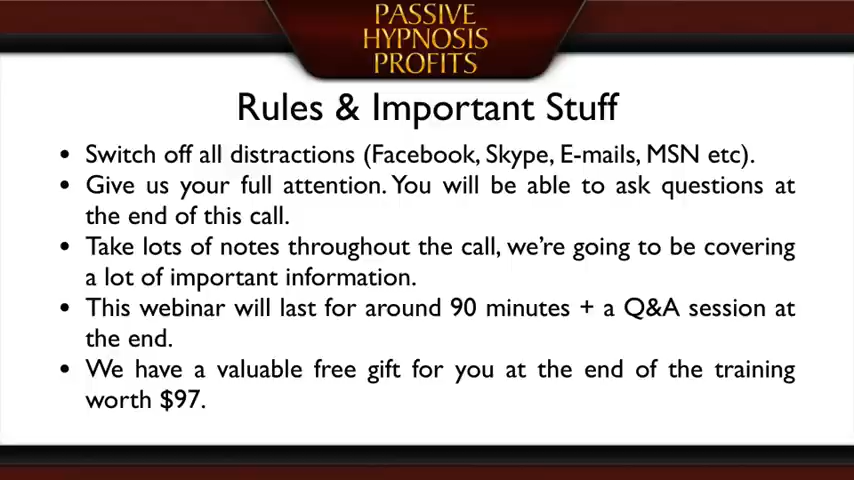 PASSIVE
HYPNOSIS
PROFITS
Rules & Important Stuff
• Switch off all distractions (Facebook, Skype, E-mails, MSN etc).
• Give us your full attention. You will be able to ask questions at
the end of this call.
• Take lots of notes throughout the call, we’re going to be covering
a lot of important information.
• This webinar will last for around 90 minutes + a Q&A session at
the end.
• We have a valuable free gift for you at the end of the training
worth $97.